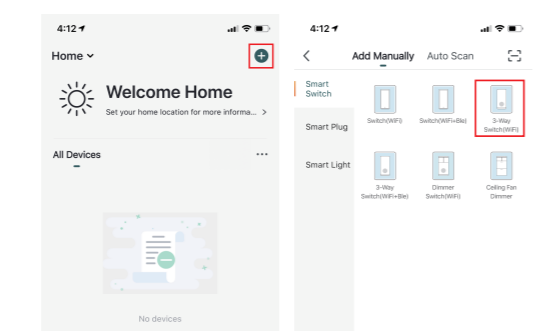 4:12
Home
Welcome Home
Set your home location for more informa... >
All Devices
...
No devices
4:12
Add Manually Auto Scan
Smart
Switch
Smart Plug
Smart Light
Switch(WiFi)
Switch(WiFi+Ble)
3-Way
Switch(WiFi)
3-Way
Switch(WiFi+Ble)
Dimmer
Switch(WiFi)
Ceiling Fan
Dimmer